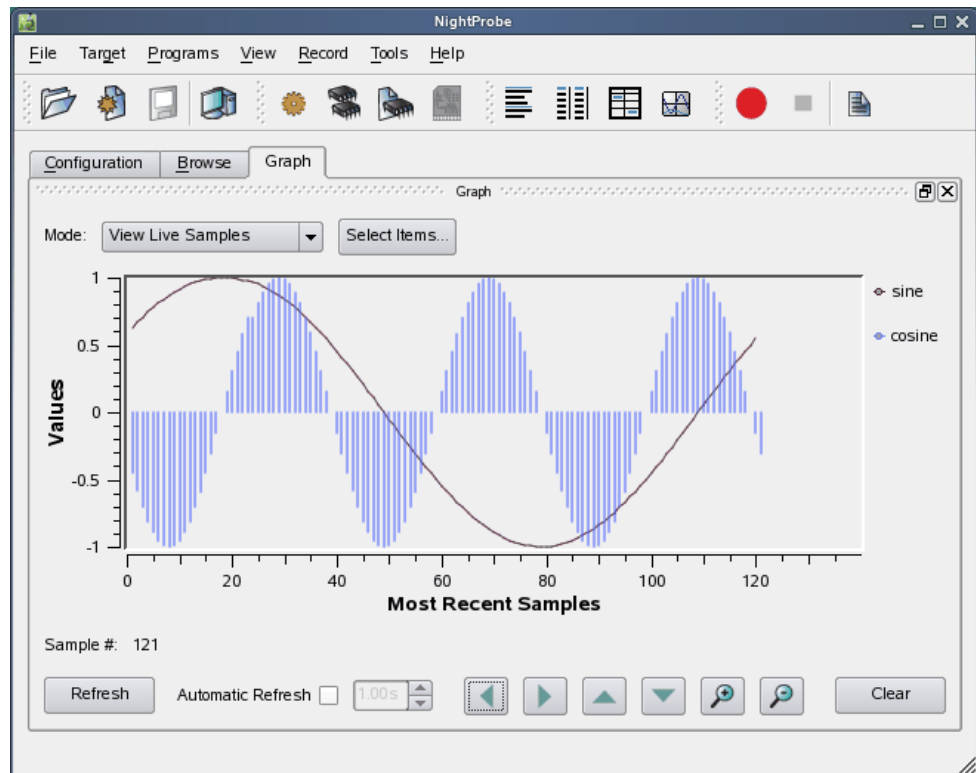 NightProbe
File Target Programs View Record Tools Help
Configuration Browse Graph
Graph
Mode: View Live Samples Select Items...
1
0.5
0
-0.5
-1
Values
sine
cosine
0 20 40 60 80 100 120
Most Recent Samples
Sample #: 121
Refresh Automatic Refresh 1.00s Clear